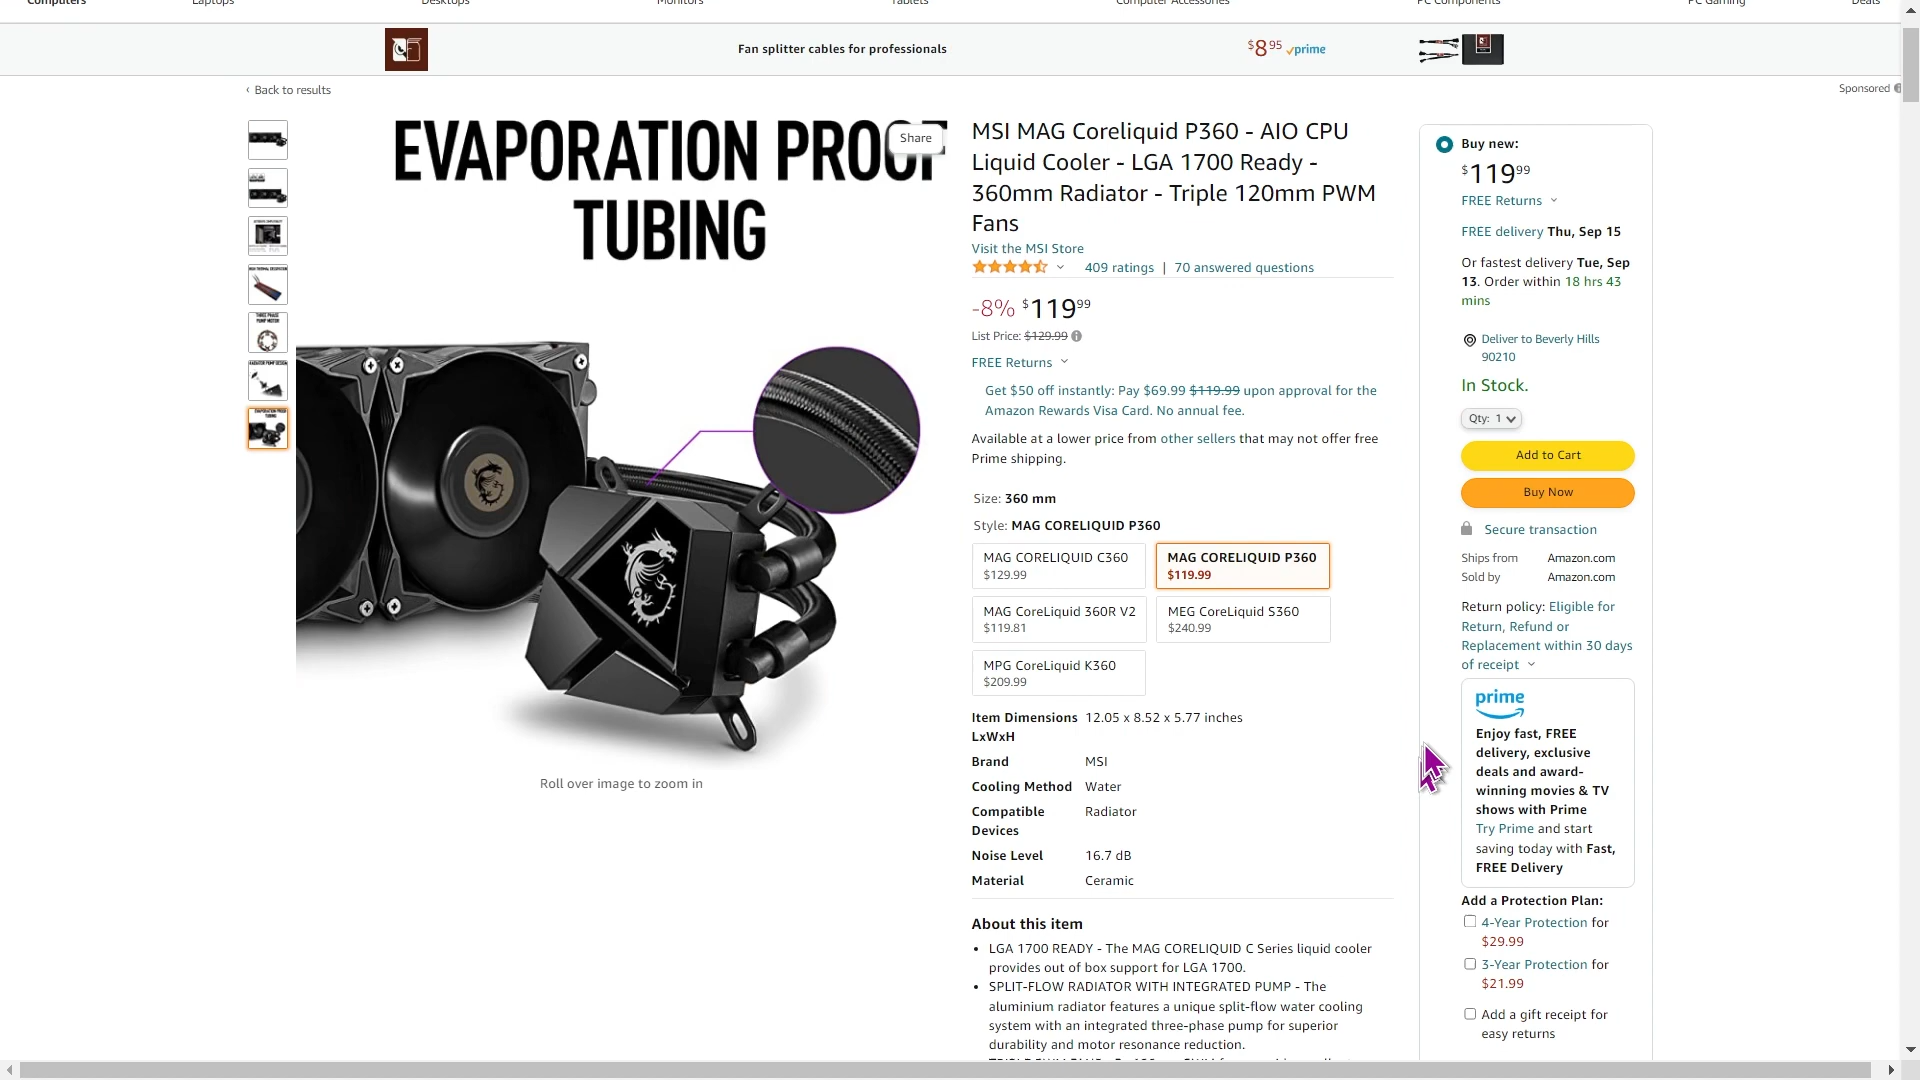 Computers Laptops Desktops Monitors Tablets Computer Accessories PC Components PC Gaming Deals
Fan splitter cables for professionals
$8.95 prime
‹ Back to results
Sponsored
EVAPORATION PROOF
TUBING
Share
Roll over image to zoom in
MSI MAG Coreliquid P360 - AIO CPU
Liquid Cooler - LGA 1700 Ready -
360mm Radiator - Triple 120mm PWM
Fans
Visit the MSI Store
409 ratings | 70 answered questions
-8% $119.99
List Price: $129.99
FREE Returns
Get $50 off instantly: Pay $69.99 $119.99 upon approval for the
Amazon Rewards Visa Card. No annual fee.
Available at a lower price from other sellers that may not offer free
Prime shipping.
Size: 360 mm
Style: MAG CORELIQUID P360
MAG CORELIQUID C360
$129.99
MAG CORELIQUID P360
$119.99
MAG CoreLiquid 360R V2
$119.81
MEG CoreLiquid S360
$240.99
MPG CoreLiquid K360
$209.99
Item Dimensions 12.05 x 8.52 x 5.77 inches
LxWxH
Brand MSI
Cooling Method Water
Compatible Radiator
Devices
Noise Level 16.7 dB
Material Ceramic
About this item
• LGA 1700 READY - The MAG CORELIQUID C Series liquid cooler
provides out of box support for LGA 1700.
• SPLIT-FLOW RADIATOR WITH INTEGRATED PUMP - The
aluminium radiator features a unique split-flow water cooling
system with an integrated three-phase pump for superior
durability and motor resonance reduction.
Buy new:
$119.99
FREE Returns
FREE delivery Thu, Sep 15
Or fastest delivery Tue, Sep
13. Order within 18 hrs 43
mins
Deliver to Beverly Hills
90210
In Stock.
Qty: 1
Add to Cart
Buy Now
Secure transaction
Ships from Amazon.com
Sold by Amazon.com
Return policy: Eligible for
Return, Refund or
Replacement within 30 days
of receipt
prime
Enjoy fast, FREE
delivery, exclusive
deals and award-
winning movies & TV
shows with Prime
Try Prime and start
saving today with Fast,
FREE Delivery
Add a Protection Plan:
4-Year Protection for
$29.99
3-Year Protection for
$21.99
Add a gift receipt for
easy returns